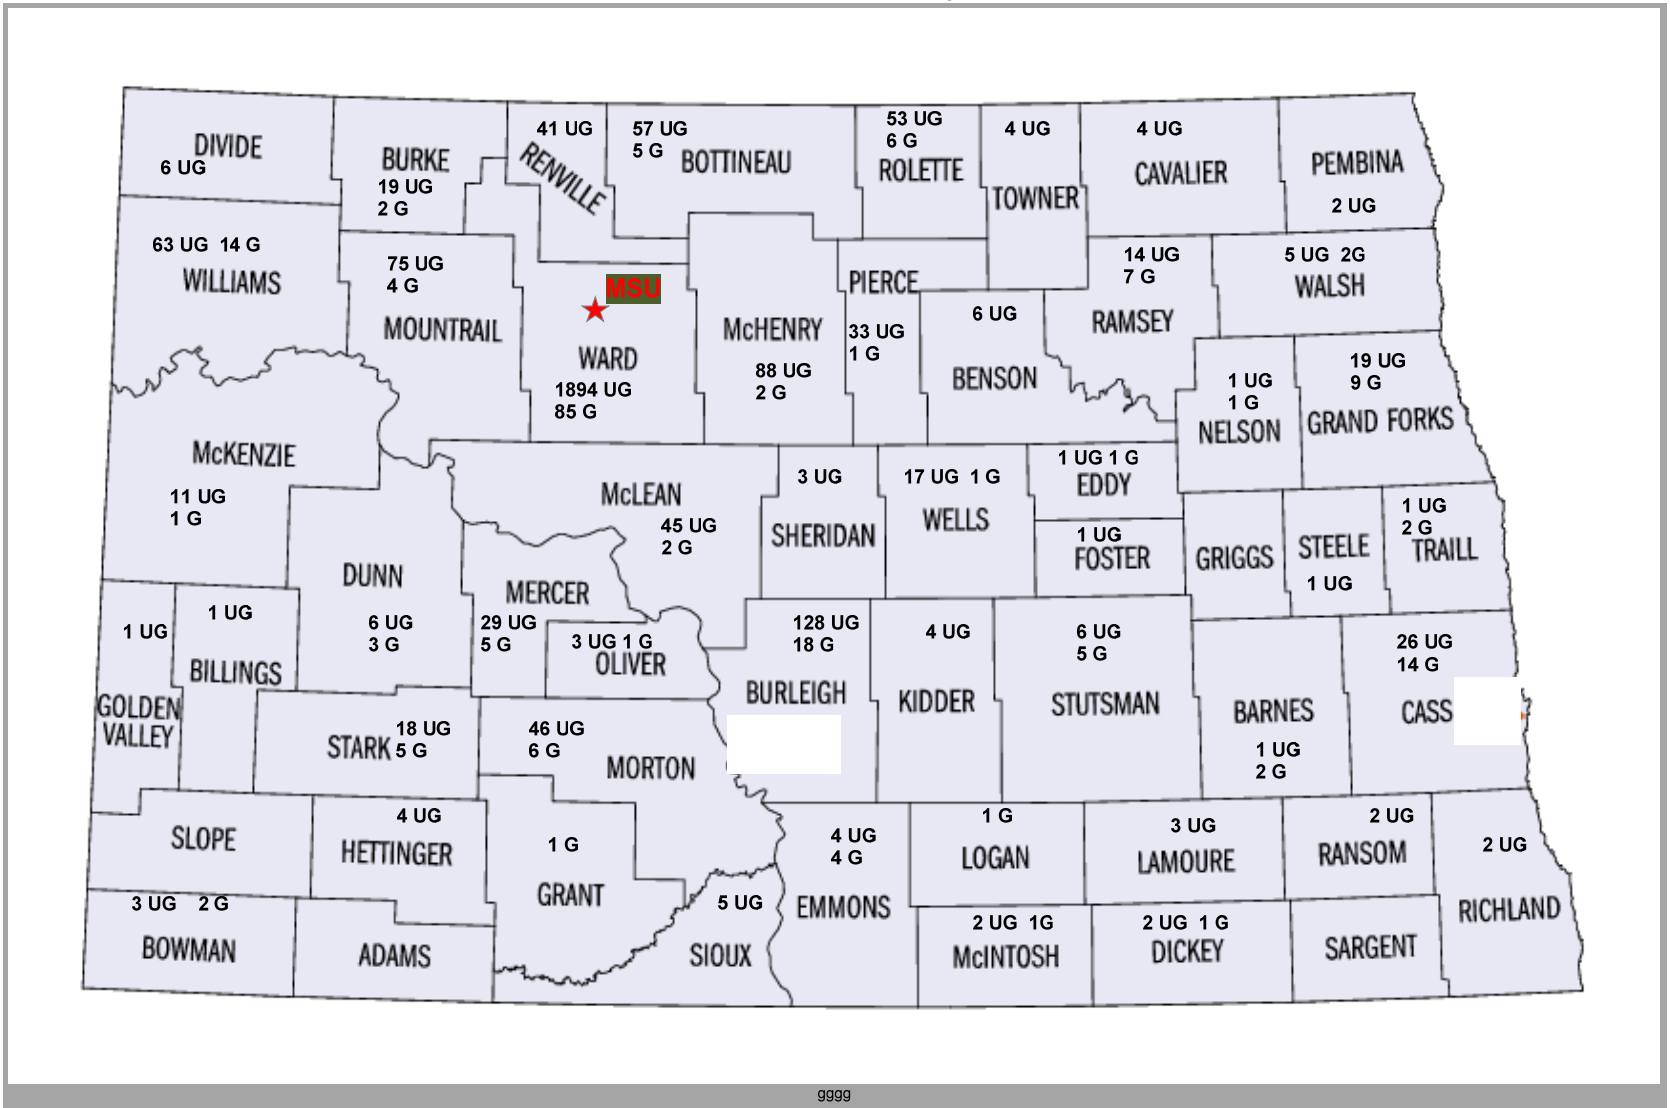 DIVIDE
6 UG
BURKE
19 UG
2 G
41 UG
RENVILLE
57 UG
5 G
BOTTINEAU
53 UG
6 G
ROLETTE
4 UG
TOWNER
4 UG
CAVALIER
PEMBINA
2 UG
63 UG 14 G
WILLIAMS
75 UG
4 G
MOUNTRAIL
MSU
WARD
1894 UG
85 G
McHENRY
88 UG
2 G
PIERCE
33 UG
1 G
6 UG
BENSON
14 UG
7 G
RAMSEY
5 UG 2G
WALSH
1 UG
1 G
NELSON
19 UG
9 G
GRAND FORKS
McKENZIE
11 UG
1 G
DUNN
6 UG
3 G
McLEAN
45 UG
2 G
3 UG
SHERIDAN
17 UG 1 G
WELLS
1 UG 1 G
EDDY
1 UG
FOSTER
GRIGGS
STEELE
1 UG
1 UG
2 G
TRAILL
MERCER
29 UG
5 G
3 UG 1 G
OLIVER
1 UG
GOLDEN
VALLEY
1 UG
BILLINGS
STARK
18 UG
5 G
46 UG
6 G
MORTON
128 UG
18 G
BURLEIGH
4 UG
KIDDER
6 UG
5 G
STUTSMAN
BARNES
1 UG
2 G
26 UG
14 G
CASS
SLOPE
4 UG
HETTINGER
1 G
GRANT
4 UG
4 G
EMMONS
1 G
LOGAN
3 UG
LAMOURE
2 UG
RANSOM
2 UG
RICHLAND
3 UG 2 G
BOWMAN
ADAMS
5 UG
SIOUX
2 UG 1G
McINTOSH
2 UG 1 G
DICKEY
SARGENT
gggg